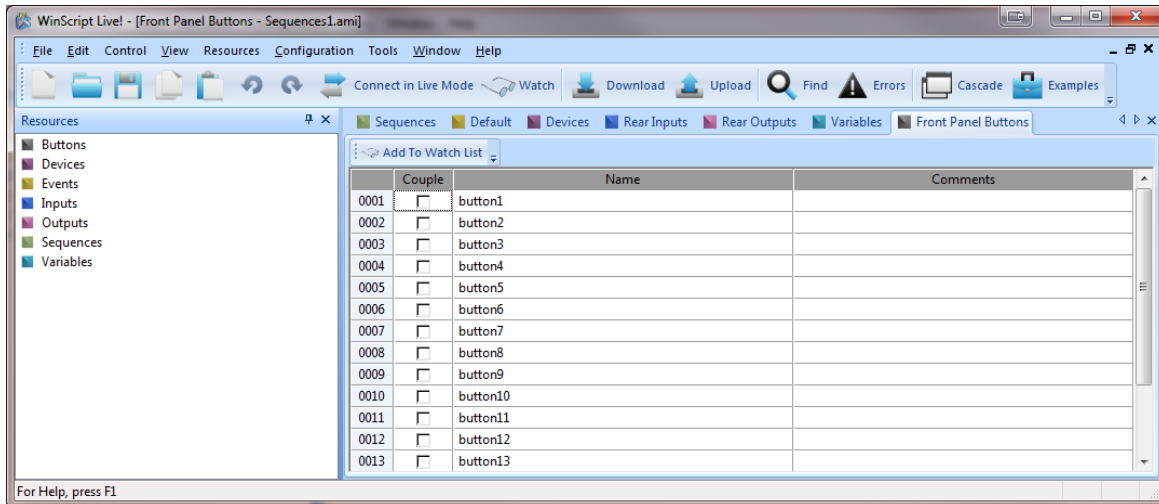 WinScript Live! - [Front Panel Buttons - Sequences1.ami]
File Edit Control View Resources Configuration Tools Window Help
Connect in Live Mode Watch Download Upload Find Errors Cascade Examples
Resources
Sequences Default Devices Rear Inputs Rear Outputs Variables Front Panel Buttons
Buttons
Devices
Events
Inputs
Outputs
Sequences
Variables
Add To Watch List
Couple Name Comments
0001 button1
0002 button2
0003 button3
0004 button4
0005 button5
0006 button6
0007 button7
0008 button8
0009 button9
0010 button10
0011 button11
0012 button12
0013 button13
For Help, press F1